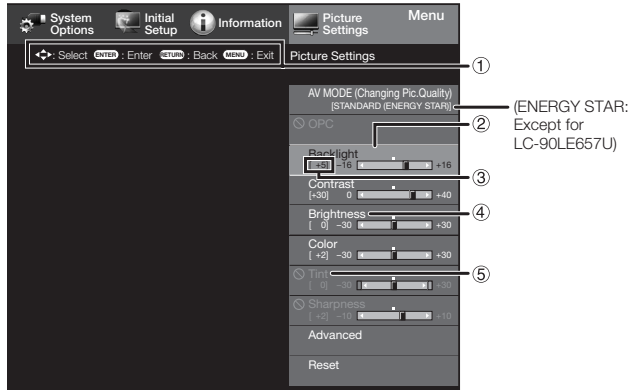 System Options
Initial Setup
Information
Picture Settings
Menu
: Select ENTER : Enter RETURN : Back MENU : Exit
Picture Settings
①
AV MODE (Changing Pic.Quality)
[STANDARD (ENERGY STAR)]
(ENERGY STAR:
Except for
LC-90LE657U)
OPC
②
Backlight
[ +5] −16 +16
③
Contrast
[+30] 0 +40
Brightness
④
[ 0] −30 +30
Color
[ +2] −30 +30
Tint
⑤
[ 0] −30 +30
Sharpness
[ +2] −10 +10
Advanced
Reset